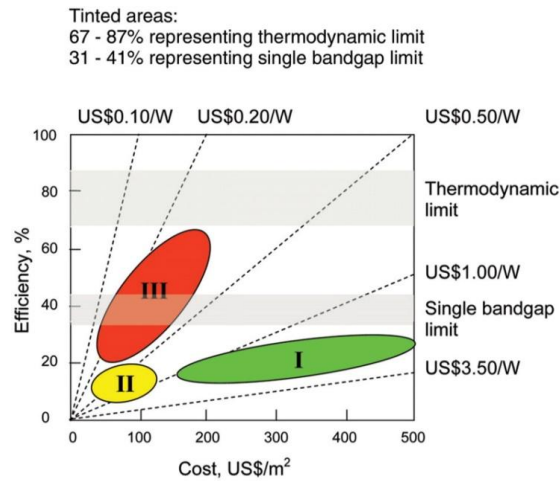 Tinted areas:
67 - 87% representing thermodynamic limit
31 - 41% representing single bandgap limit
US$0.10/W US$0.20/W US$0.50/W
100
80
60
40
20
0
Efficiency, %
Thermodynamic
limit
US$1.00/W
Single bandgap
limit
US$3.50/W
III
II
I
0 100 200 300 400 500
Cost, US$/m²